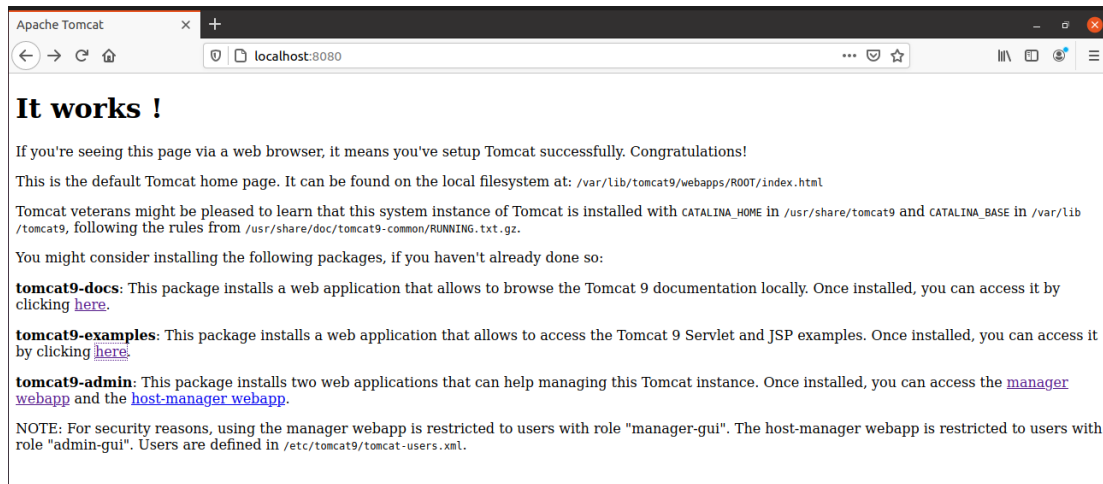 Apache Tomcat
localhost:8080
It works !
If you're seeing this page via a web browser, it means you've setup Tomcat successfully. Congratulations!
This is the default Tomcat home page. It can be found on the local filesystem at: /var/lib/tomcat9/webapps/ROOT/index.html
Tomcat veterans might be pleased to learn that this system instance of Tomcat is installed with CATALINA_HOME in /usr/share/tomcat9 and CATALINA_BASE in /var/lib
/tomcat9, following the rules from /usr/share/doc/tomcat9-common/RUNNING.txt.gz.
You might consider installing the following packages, if you haven't already done so:
tomcat9-docs: This package installs a web application that allows to browse the Tomcat 9 documentation locally. Once installed, you can access it by
clicking here.
tomcat9-examples: This package installs a web application that allows to access the Tomcat 9 Servlet and JSP examples. Once installed, you can access it
by clicking here.
tomcat9-admin: This package installs two web applications that can help managing this Tomcat instance. Once installed, you can access the manager
webapp and the host-manager webapp.
NOTE: For security reasons, using the manager webapp is restricted to users with role "manager-gui". The host-manager webapp is restricted to users with
role "admin-gui". Users are defined in /etc/tomcat9/tomcat-users.xml.